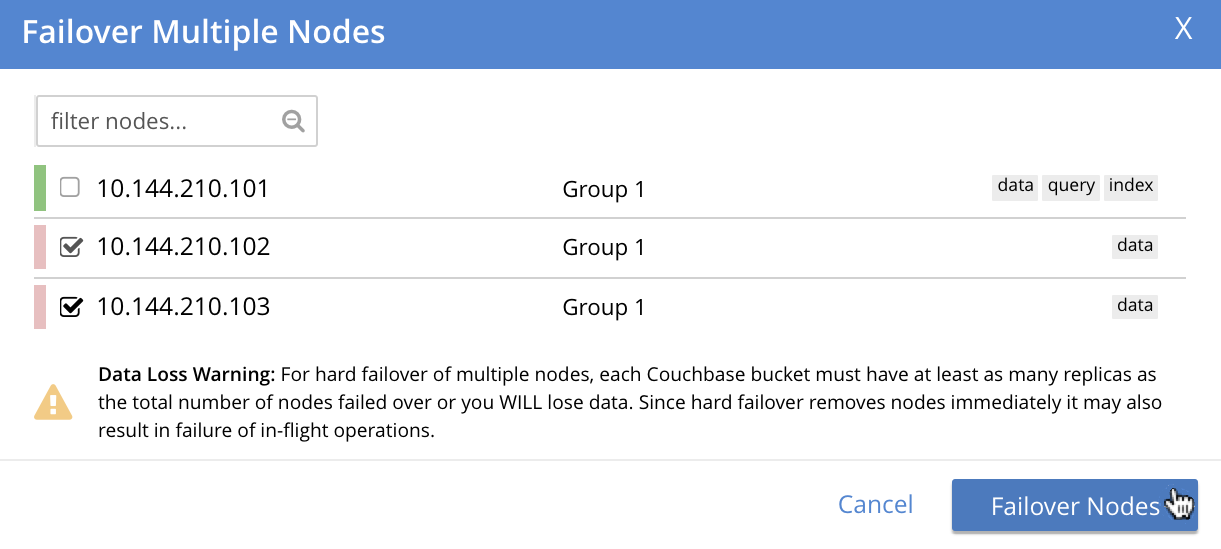 Failover Multiple Nodes X
filter nodes...
10.144.210.101 Group 1 data query index
10.144.210.102 Group 1 data
10.144.210.103 Group 1 data
Data Loss Warning: For hard failover of multiple nodes, each Couchbase bucket must have at least as many replicas as
the total number of nodes failed over or you WILL lose data. Since hard failover removes nodes immediately it may also
result in failure of in-flight operations.
Cancel Failover Nodes